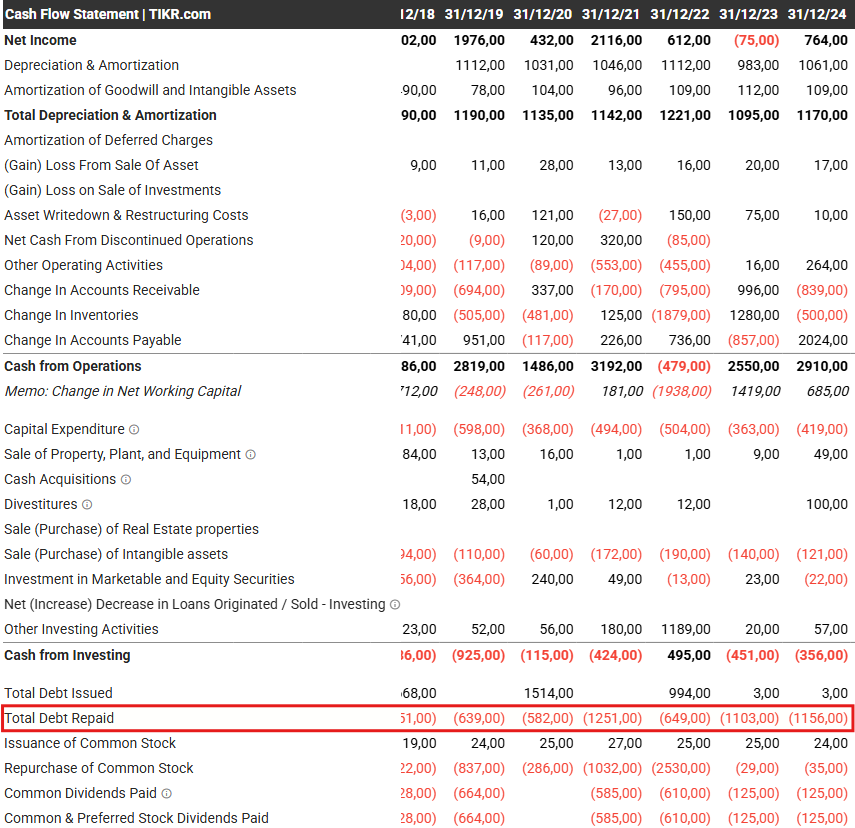 Cash Flow Statement | TIKR.com 12/18 31/12/19 31/12/20 31/12/21 31/12/22 31/12/23 31/12/24
Net Income 02,00 1976,00 432,00 2116,00 612,00 (75,00) 764,00
Depreciation & Amortization 1112,00 1031,00 1046,00 1112,00 983,00 1061,00
Amortization of Goodwill and Intangible Assets 90,00 78,00 104,00 96,00 109,00 112,00 109,00
Total Depreciation & Amortization 90,00 1190,00 1135,00 1142,00 1221,00 1095,00 1170,00
Amortization of Deferred Charges
(Gain) Loss From Sale Of Asset 9,00 11,00 28,00 13,00 16,00 20,00 17,00
(Gain) Loss on Sale of Investments
Asset Writedown & Restructuring Costs (3,00) 16,00 121,00 (27,00) 150,00 75,00 10,00
Net Cash From Discontinued Operations 20,00) (9,00) 120,00 320,00 (85,00)
Other Operating Activities 04,00) (117,00) (89,00) (553,00) (455,00) 16,00 264,00
Change In Accounts Receivable 09,00) (694,00) 337,00 (170,00) (795,00) 996,00 (839,00)
Change In Inventories 80,00 (505,00) (481,00) 125,00 (1879,00) 1280,00 (500,00)
Change In Accounts Payable 41,00 951,00 (117,00) 226,00 736,00 (857,00) 2024,00
Cash from Operations 86,00 2819,00 1486,00 3192,00 (479,00) 2550,00 2910,00
Memo: Change in Net Working Capital 712,00 (248,00) (261,00) 181,00 (1938,00) 1419,00 685,00
Capital Expenditure 11,00) (598,00) (368,00) (494,00) (504,00) (363,00) (419,00)
Sale of Property, Plant, and Equipment 84,00 13,00 16,00 1,00 1,00 9,00 49,00
Cash Acquisitions 54,00
Divestitures 18,00 28,00 1,00 12,00 12,00 100,00
Sale (Purchase) of Real Estate properties
Sale (Purchase) of Intangible assets 94,00) (110,00) (60,00) (172,00) (190,00) (140,00) (121,00)
Investment in Marketable and Equity Securities 56,00) (364,00) 240,00 49,00 (13,00) 23,00 (22,00)
Net (Increase) Decrease in Loans Originated / Sold - Investing
Other Investing Activities 23,00 52,00 56,00 180,00 1189,00 20,00 57,00
Cash from Investing 36,00) (925,00) (115,00) (424,00) 495,00 (451,00) (356,00)
Total Debt Issued 68,00 1514,00 994,00 3,00 3,00
Total Debt Repaid 51,00) (639,00) (582,00) (1251,00) (649,00) (1103,00) (1156,00)
Issuance of Common Stock 19,00 24,00 25,00 27,00 25,00 25,00 24,00
Repurchase of Common Stock 22,00) (837,00) (286,00) (1032,00) (2530,00) (29,00) (35,00)
Common Dividends Paid 28,00) (664,00) (585,00) (610,00) (125,00) (125,00)
Common & Preferred Stock Dividends Paid 28,00) (664,00) (585,00) (610,00) (125,00) (125,00)